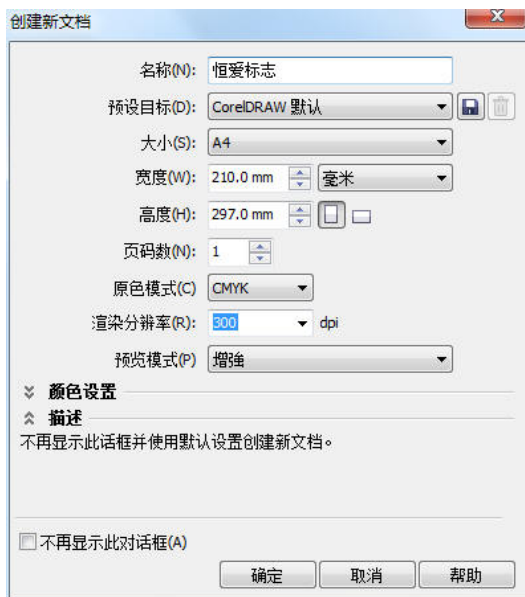 创建新文档
名称(N): 恒爱标志
预设目标(D): CorelDRAW 默认
大小(S): A4
宽度(W): 210.0 mm 毫米
高度(H): 297.0 mm
页码数(N): 1
原色模式(C) CMYK
渲染分辨率(R): 300 dpi
预览模式(P) 增强
颜色设置
描述
不再显示此话框并使用默认设置创建新文档。
不再显示此对话框(A)
确定 取消 帮助